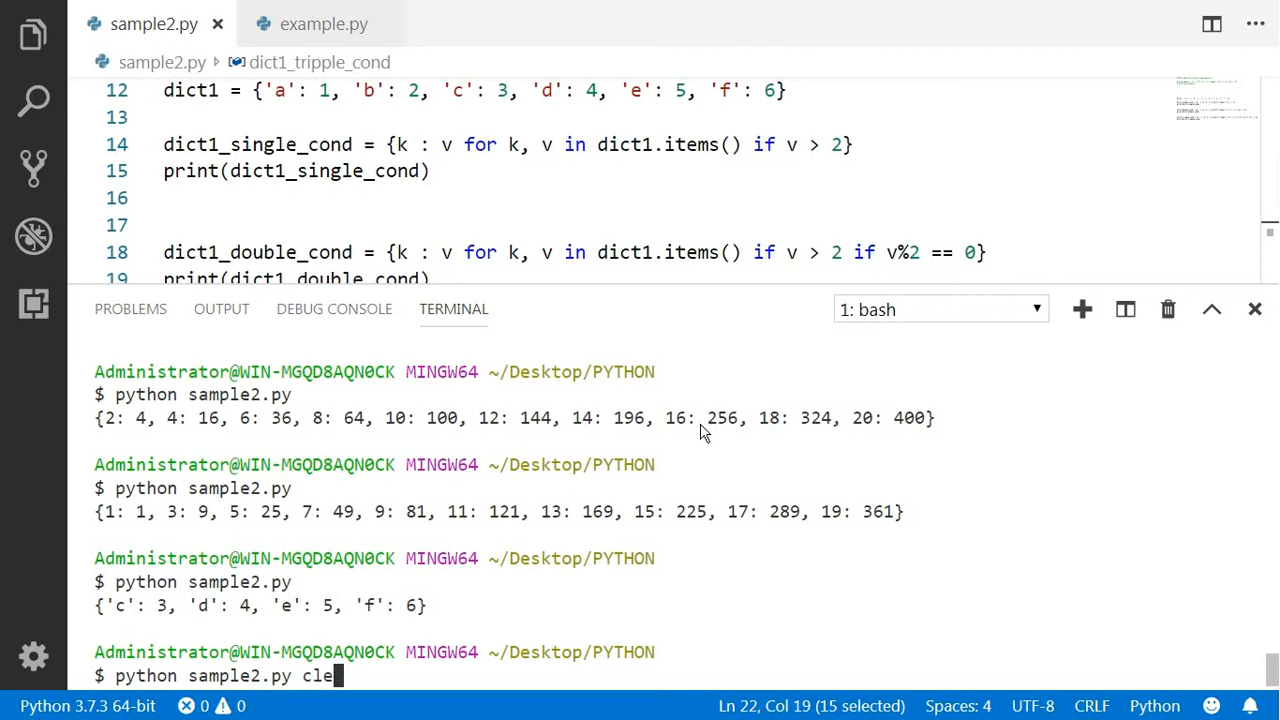 sample2.py × example.py ...
sample2.py > dict1_tripple_cond
12 dict1 = {'a': 1, 'b': 2, 'c': 3, 'd': 4, 'e': 5, 'f': 6}
13
14 dict1_single_cond = {k : v for k, v in dict1.items() if v > 2}
15 print(dict1_single_cond)
16
17
18 dict1_double_cond = {k : v for k, v in dict1.items() if v > 2 if v%2 == 0}
19 print(dict1_double_cond)
PROBLEMS OUTPUT DEBUG CONSOLE TERMINAL 1: bash
Administrator@WIN-MGQD8AQN0CK MINGW64 ~/Desktop/PYTHON
$ python sample2.py
{2: 4, 4: 16, 6: 36, 8: 64, 10: 100, 12: 144, 14: 196, 16: 256, 18: 324, 20: 400}
Administrator@WIN-MGQD8AQN0CK MINGW64 ~/Desktop/PYTHON
$ python sample2.py
{1: 1, 3: 9, 5: 25, 7: 49, 9: 81, 11: 121, 13: 169, 15: 225, 17: 289, 19: 361}
Administrator@WIN-MGQD8AQN0CK MINGW64 ~/Desktop/PYTHON
$ python sample2.py
{'c': 3, 'd': 4, 'e': 5, 'f': 6}
Administrator@WIN-MGQD8AQN0CK MINGW64 ~/Desktop/PYTHON
$ python sample2.py cle
Python 3.7.3 64-bit 0 0 Ln 22, Col 19 (15 selected) Spaces: 4 UTF-8 CRLF Python